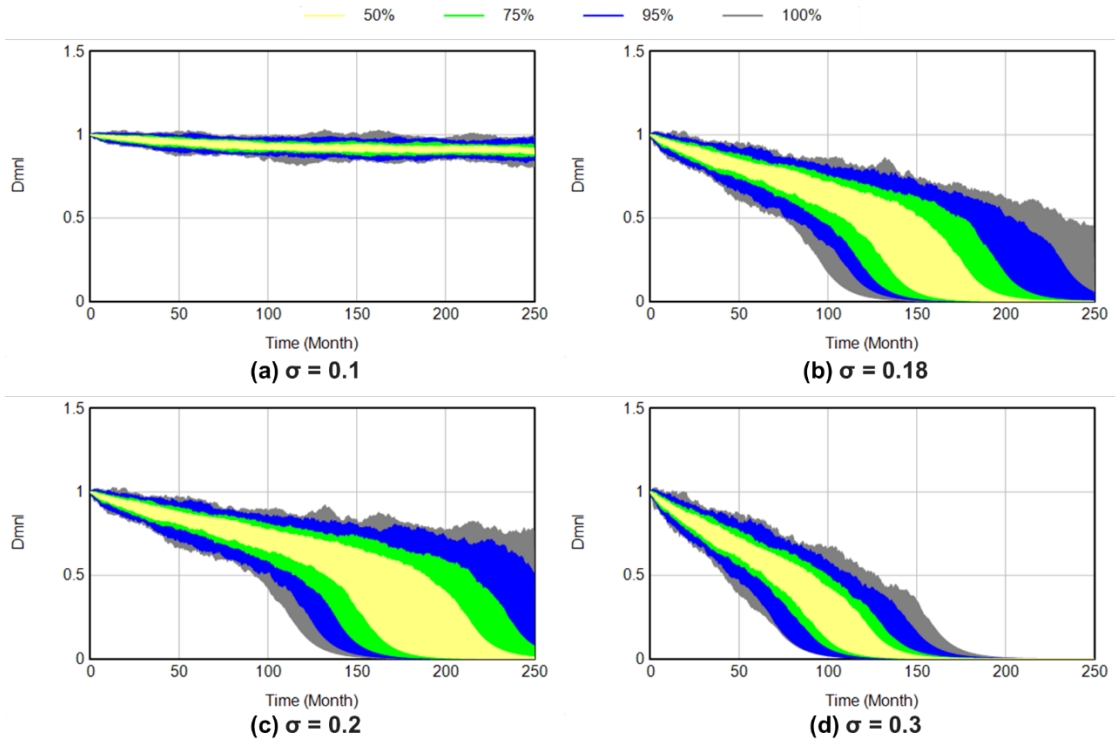 50% 75% 95% 100%
1.5 1.5
1 1
Dmnl Dmnl
0.5 0.5
0 0
0 50 100 150 200 250 0 50 100 150 200 250
Time (Month) Time (Month)
(a) σ = 0.1 (b) σ = 0.18
1.5 1.5
1 1
Dmnl Dmnl
0.5 0.5
0 0
0 50 100 150 200 250 0 50 100 150 200 250
Time (Month) Time (Month)
(c) σ = 0.2 (d) σ = 0.3